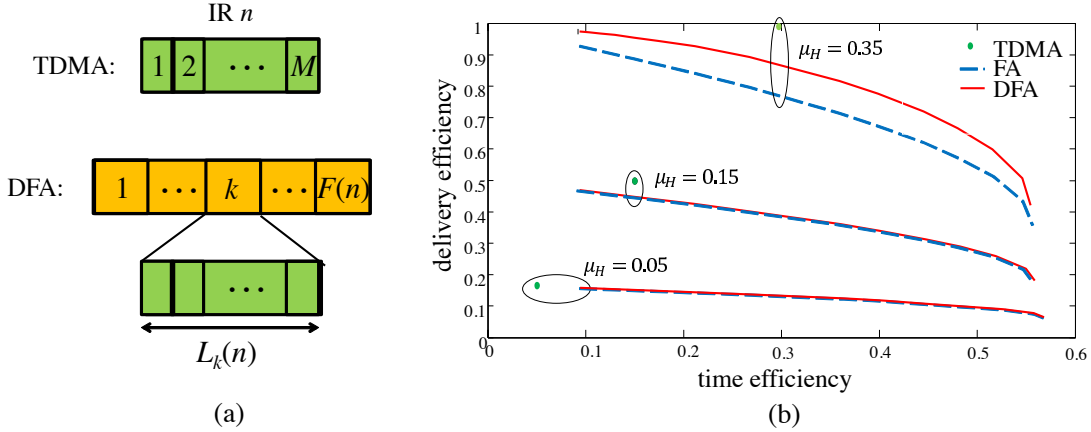 IR n
TDMA:
1 2 ⋯ M
DFA:
1 ⋯ k ⋯ F(n)
⋯
L_k(n)
(a)
delivery efficiency
1
0.9
0.8
0.7
0.6
0.5
0.4
0.3
0.2
0.1
0
0 0.1 0.2 0.3 0.4 0.5 0.6
time efficiency
μ_H = 0.35
μ_H = 0.15
μ_H = 0.05
TDMA
FA
DFA
(b)